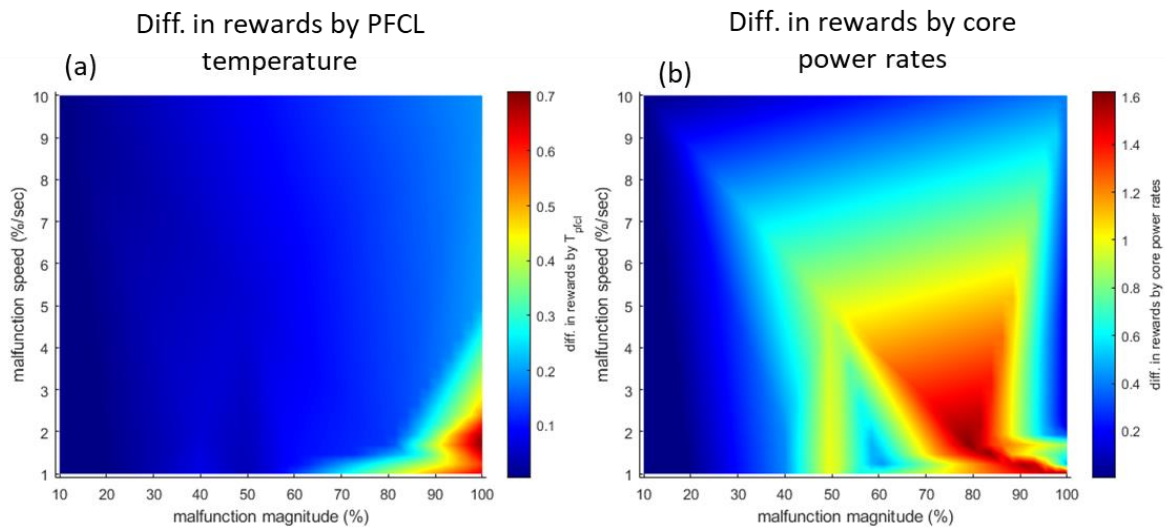 Diff. in rewards by PFCL
temperature
(a)
10
9
8
7
6
5
4
3
2
1
malfunction speed (%/sec)
10 20 30 40 50 60 70 80 90 100
malfunction magnitude (%)
0.7
0.6
0.5
0.4
0.3
0.2
0.1
diff. in rewards by T_pfcl
Diff. in rewards by core
power rates
(b)
10
9
8
7
6
5
4
3
2
1
malfunction speed (%/sec)
10 20 30 40 50 60 70 80 90 100
malfunction magnitude (%)
1.6
1.4
1.2
1
0.8
0.6
0.4
0.2
diff. in rewards by core power rates